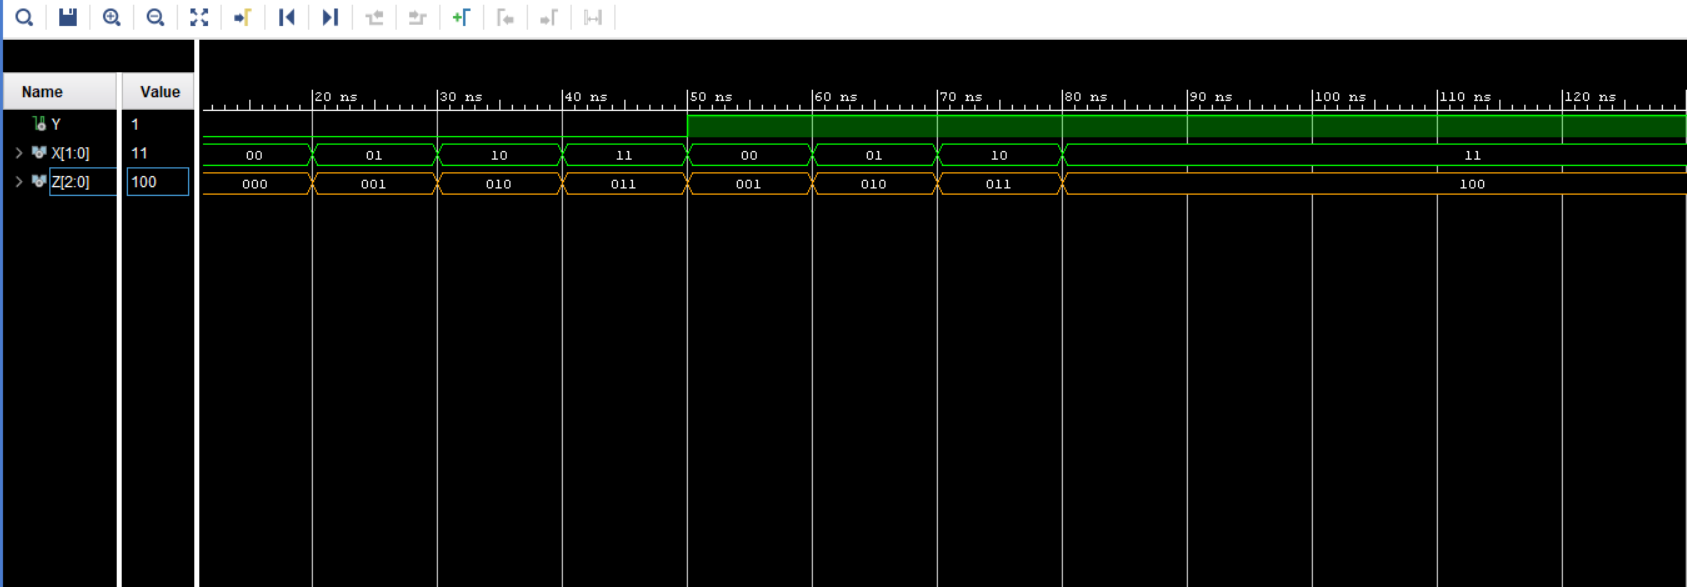 Name Value
20 ns 30 ns 40 ns 50 ns 60 ns 70 ns 80 ns 90 ns 100 ns 110 ns 120 ns
Y 1
X[1:0] 11 00 01 10 11 00 01 10 11
Z[2:0] 100 000 001 010 011 001 010 011 100